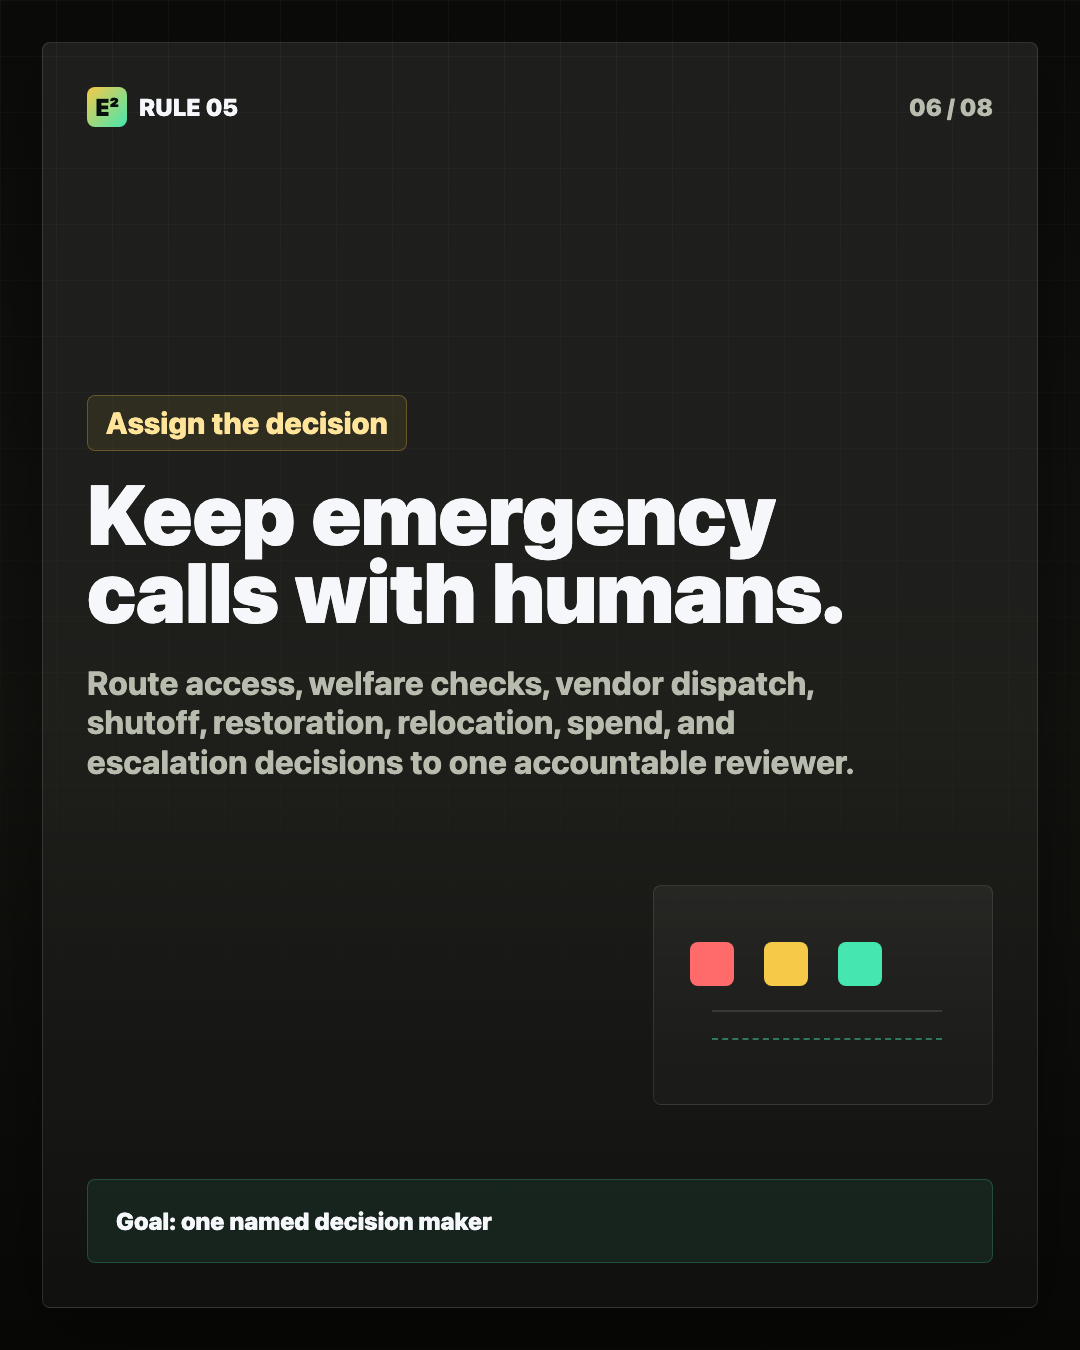 E² RULE 05
06 / 08
Assign the decision
Keep emergency
calls with humans.
Route access, welfare checks, vendor dispatch,
shutoff, restoration, relocation, spend, and
escalation decisions to one accountable reviewer.
Goal: one named decision maker